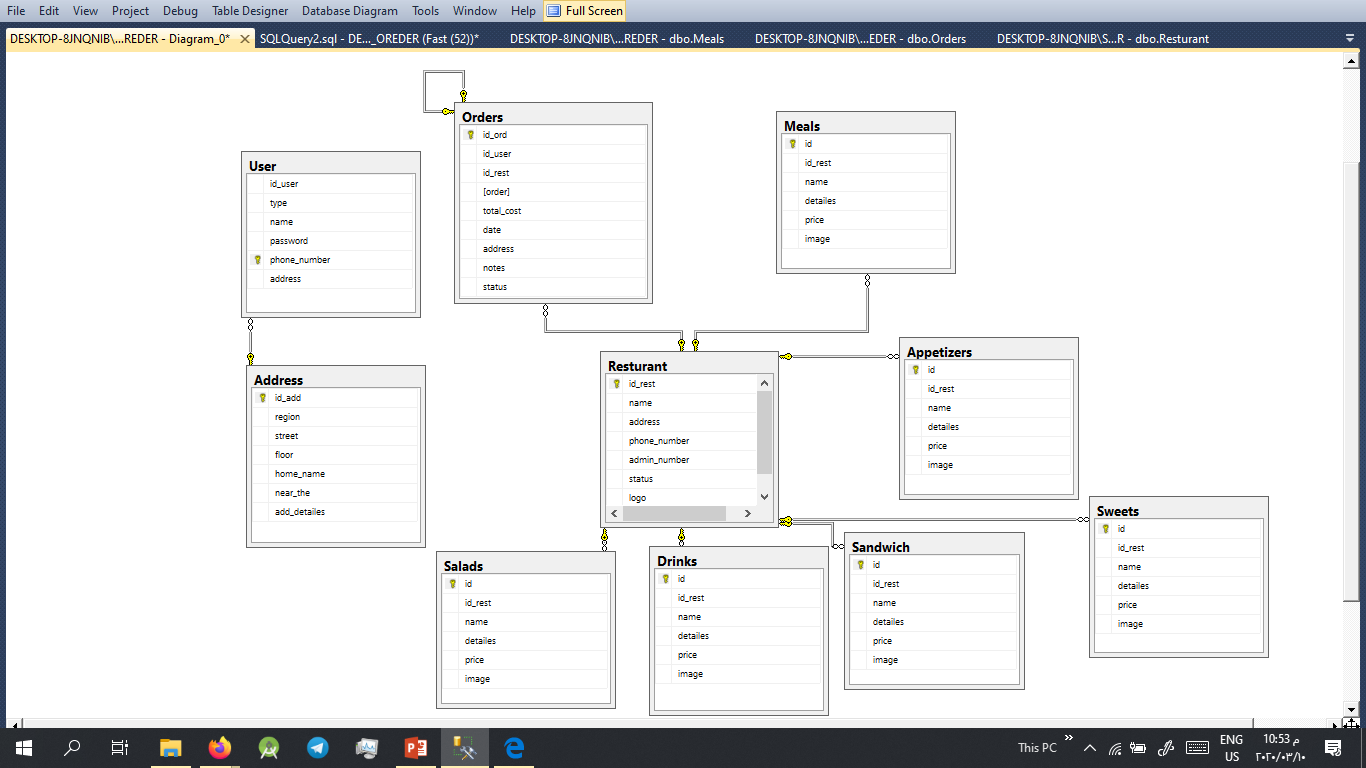 File Edit View Project Debug Table Designer Database Diagram Tools Window Help Full Screen
DESKTOP-8JNQNIB\...REDER - Diagram_0* SQLQuery2.sql - DE..._OREDER (Fast (52))* DESKTOP-8JNQNIB\...REDER - dbo.Meals DESKTOP-8JNQNIB\...EDER - dbo.Orders DESKTOP-8JNQNIB\S...R - dbo.Resturant
Orders
id_ord
id_user
id_rest
[order]
total_cost
date
address
notes
status
Meals
id
id_rest
name
detailes
price
image
User
id_user
type
name
password
phone_number
address
Address
id_add
region
street
floor
home_name
near_the
add_detailes
Resturant
id_rest
name
address
phone_number
admin_number
status
logo
Appetizers
id
id_rest
name
detailes
price
image
Sweets
id
id_rest
name
detailes
price
image
Salads
id
id_rest
name
detailes
price
image
Drinks
id
id_rest
name
detailes
price
image
Sandwich
id
id_rest
name
detailes
price
image
This PC
ENG
US
10:53 م
٢٠٢٠/٠٣/١٠